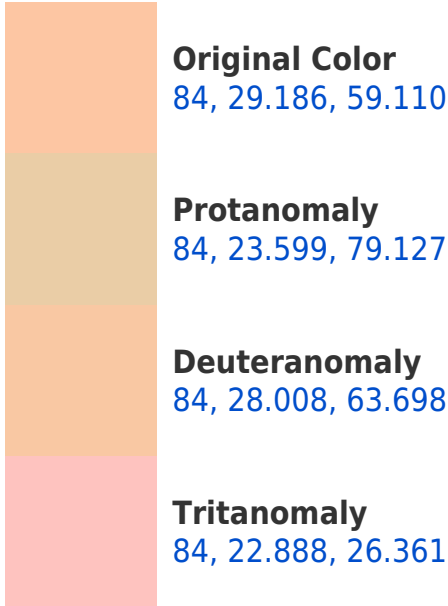 Original Color
84, 29.186, 59.110
Protanomaly
84, 23.599, 79.127
Deuteranomaly
84, 28.008, 63.698
Tritanomaly
84, 22.888, 26.361